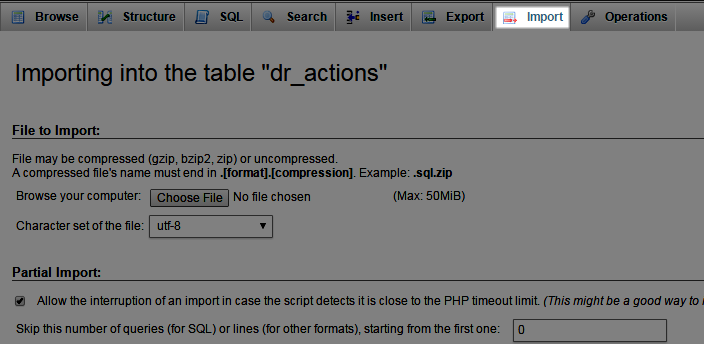 Browse Structure SQL Search Insert Export Import Operations
Importing into the table "dr_actions"
File to Import:
File may be compressed (gzip, bzip2, zip) or uncompressed.
A compressed file's name must end in .[format].[compression]. Example: .sql.zip
Browse your computer: Choose File No file chosen (Max: 50MiB)
Character set of the file: utf-8
Partial Import:
Allow the interruption of an import in case the script detects it is close to the PHP timeout limit. (This might be a good way to
Skip this number of queries (for SQL) or lines (for other formats), starting from the first one: 0